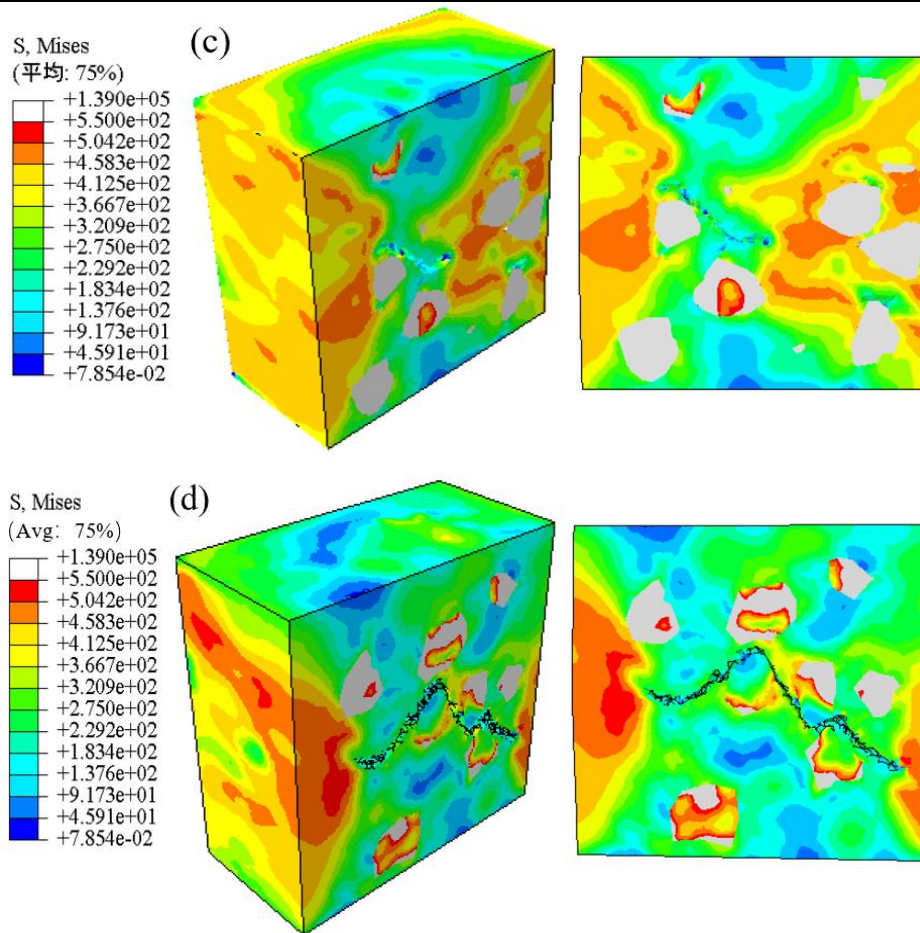 (c)
S, Mises
(平均: 75%)
+1.390e+05
+5.500e+02
+5.042e+02
+4.583e+02
+4.125e+02
+3.667e+02
+3.209e+02
+2.750e+02
+2.292e+02
+1.834e+02
+1.376e+02
+9.173e+01
+4.591e+01
+7.854e-02
(d)
S, Mises
(Avg: 75%)
+1.390e+05
+5.500e+02
+5.042e+02
+4.583e+02
+4.125e+02
+3.667e+02
+3.209e+02
+2.750e+02
+2.292e+02
+1.834e+02
+1.376e+02
+9.173e+01
+4.591e+01
+7.854e-02